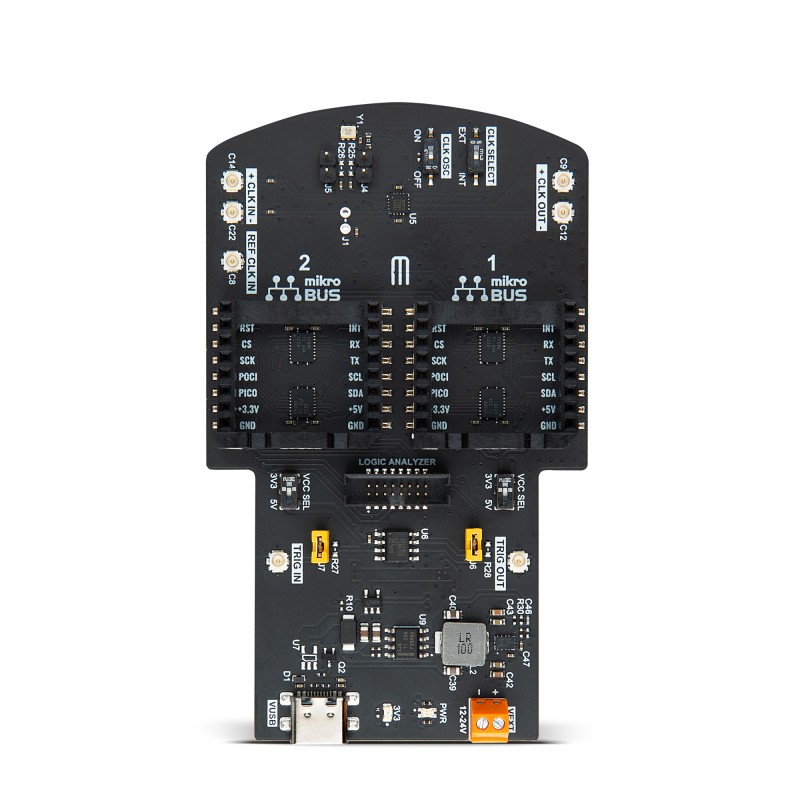 Y1
R25
R26
J5
J4
ON
OFF
CLK OSC
EXT
INT
CLK SELECT
C14
+ CLK IN -
C22
REF CLK IN
C8
J1
U5
C9
+ CLK OUT -
C12
2
mikro
BUS
1
mikro
BUS
RST
INT
CS
RX
SCK
TX
POCI
SCL
PICO
SDA
+3.3V
+5V
GND
GND
RST
INT
CS
RX
SCK
TX
POCI
SCL
PICO
SDA
3.3V
+5V
GND
GND
LOGIC ANALYZER
3V3
5V
VCC SEL
3V3
5V
VCC SEL
TRIG IN
R27
U6
R28
TRIG OUT
R10
C40
U9
LR
100
C39
C43
R30
C46
C47
C42
U7
D1
Q2
VUSB
3V3
PWR
- +
12-24V
VEXT